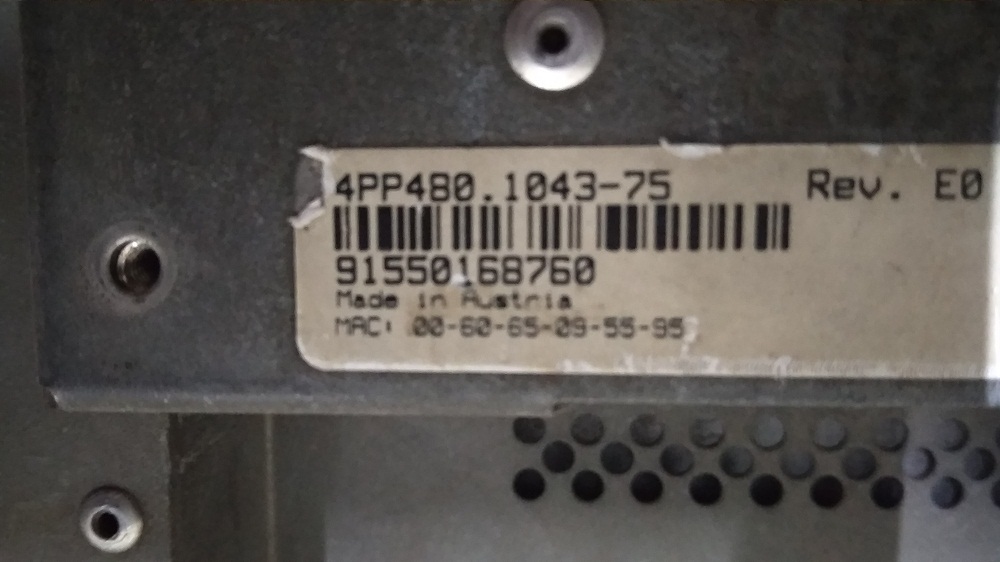 4PP480.1043-75 Rev. E0
91550168760
Made in Austria
MAC: 00-60-65-09-55-95